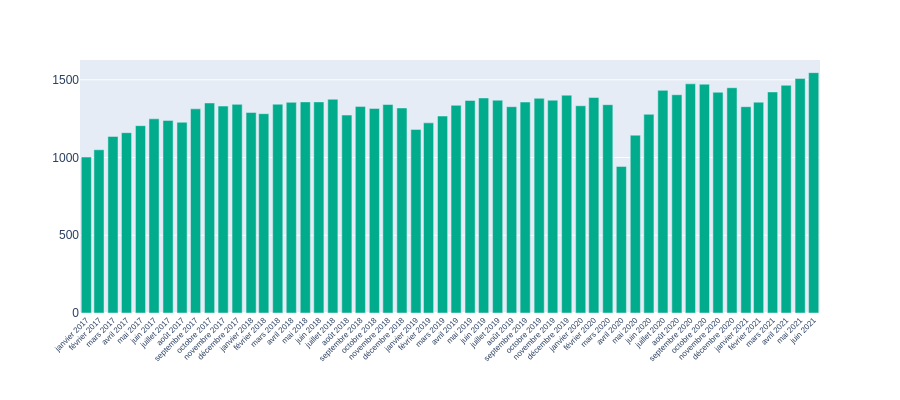 1500
1000
500
0
janvier 2017
février 2017
mars 2017
avril 2017
mai 2017
juin 2017
juillet 2017
août 2017
septembre 2017
octobre 2017
novembre 2017
décembre 2017
janvier 2018
février 2018
mars 2018
avril 2018
mai 2018
juin 2018
juillet 2018
août 2018
septembre 2018
octobre 2018
novembre 2018
décembre 2018
janvier 2019
février 2019
mars 2019
avril 2019
mai 2019
juin 2019
juillet 2019
août 2019
septembre 2019
octobre 2019
novembre 2019
décembre 2019
janvier 2020
février 2020
mars 2020
avril 2020
mai 2020
juin 2020
juillet 2020
août 2020
septembre 2020
octobre 2020
novembre 2020
décembre 2020
janvier 2021
février 2021
mars 2021
avril 2021
mai 2021
juin 2021